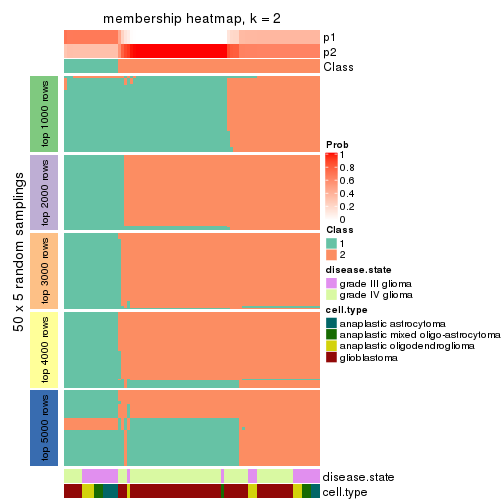 membership heatmap, k = 2
p1
p2
Class
50 x 5 random samplings
top 1000 rows
top 2000 rows
top 3000 rows
top 4000 rows
top 5000 rows
Prob
1
0.8
0.6
0.4
0.2
0
Class
1
2
disease.state
grade III glioma
grade IV glioma
cell.type
anaplastic astrocytoma
anaplastic mixed oligo-astrocytoma
anaplastic oligodendroglioma
glioblastoma
disease.state
cell.type